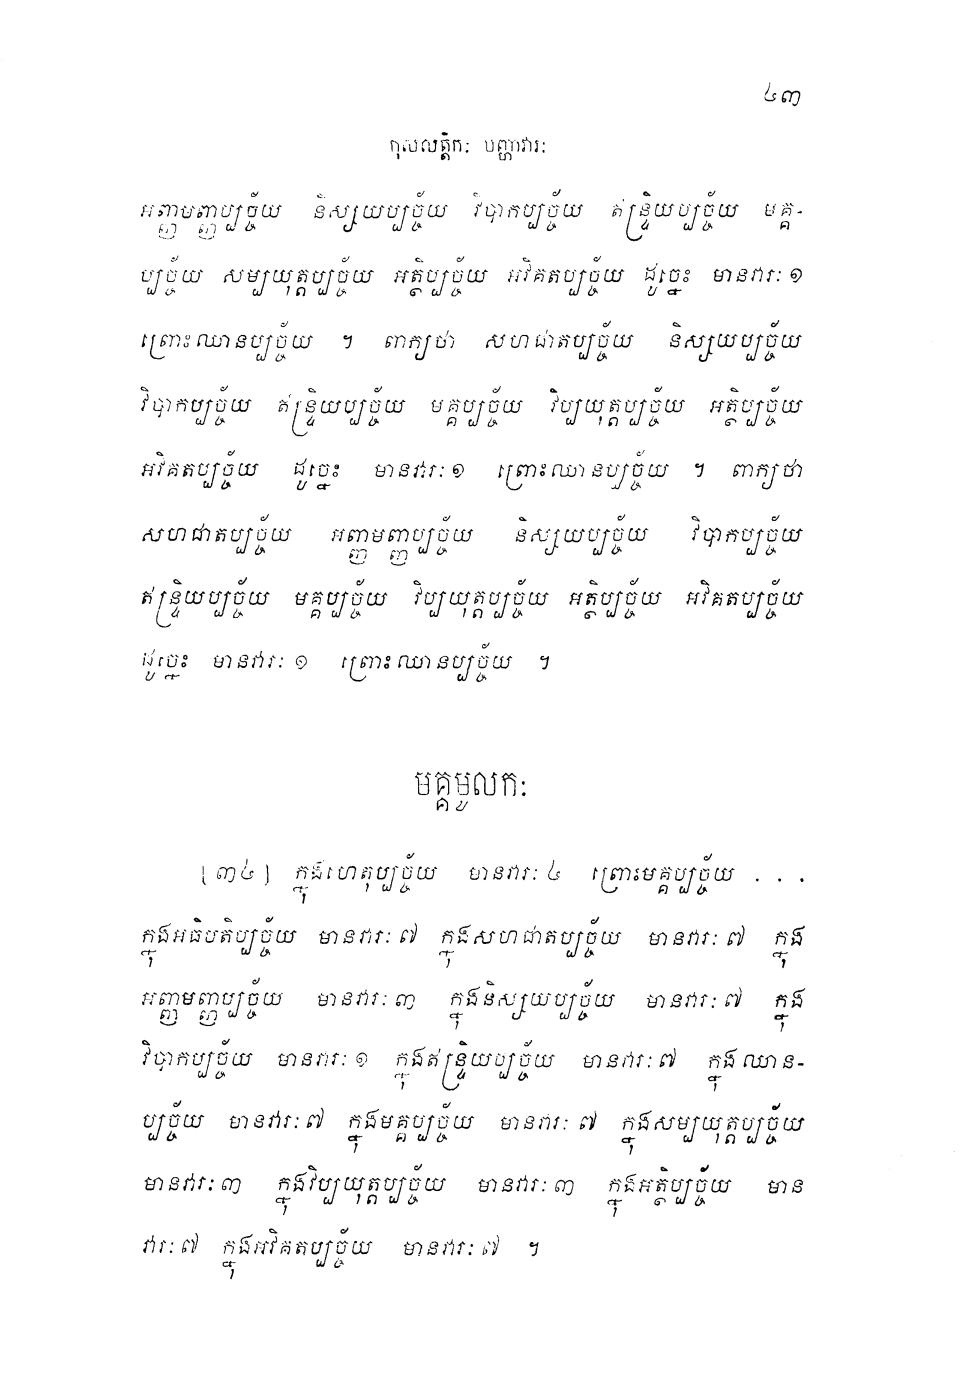 ៤៣
កុសលត្តិកៈ បញ្ហាវារៈ
អញ្ញាមញ្ញប្បច្ច័យ និស្សយប្បច្ច័យ វិបាកប្បច្ច័យ ឥន្ទ្រិយប្បច្ច័យ មគ្គ-
ប្បច្ច័យ សម្បយុត្តប្បច្ច័យ អត្ថិប្បច្ច័យ អវិគតប្បច្ច័យ ដូច្នេះ មានវារៈ ១
ព្រោះឈានប្បច្ច័យ ។ ពាក្យថា សហជាតប្បច្ច័យ និស្សយប្បច្ច័យ
វិបាកប្បច្ច័យ ឥន្ទ្រិយប្បច្ច័យ មគ្គប្បច្ច័យ វិប្បយុត្តប្បច្ច័យ អត្ថិប្បច្ច័យ
អវិគតប្បច្ច័យ ដូច្នេះ មានវារៈ ១ ព្រោះឈានប្បច្ច័យ ។ ពាក្យថា
សហជាតប្បច្ច័យ អញ្ញាមញ្ញប្បច្ច័យ និស្សយប្បច្ច័យ វិបាកប្បច្ច័យ
ឥន្ទ្រិយប្បច្ច័យ មគ្គប្បច្ច័យ វិប្បយុត្តប្បច្ច័យ អត្ថិប្បច្ច័យ អវិគតប្បច្ច័យ
ដូច្នេះ មានវារៈ ១ ព្រោះឈានប្បច្ច័យ ។
មគ្គមូលកៈ
[៣៤] ក្នុងហេតុប្បច្ច័យ មានវារៈ ៤ ព្រោះមគ្គប្បច្ច័យ . . .
ក្នុងអធិបតិប្បច្ច័យ មានវារៈ ៧ ក្នុងសហជាតប្បច្ច័យ មានវារៈ ៧ ក្នុង
អញ្ញមញ្ញប្បច្ច័យ មានវារៈ ៣ ក្នុងនិស្សយប្បច្ច័យ មានវារៈ ៧ ក្នុង
វិបាកប្បច្ច័យ មានវារៈ ១ ក្នុងឥន្ទ្រិយប្បច្ច័យ មានវារៈ ៧ ក្នុងឈាន-
ប្បច្ច័យ មានវារៈ ៧ ក្នុងមគ្គប្បច្ច័យ មានវារៈ ៧ ក្នុងសម្បយុត្តប្បច្ច័យ
មានវារៈ ៣ ក្នុងវិប្បយុត្តប្បច្ច័យ មានវារៈ ៣ ក្នុងអត្ថិប្បច្ច័យ មាន
វារៈ ៧ ក្នុងអវិគតប្បច្ច័យ មានវារៈ ៧ ។